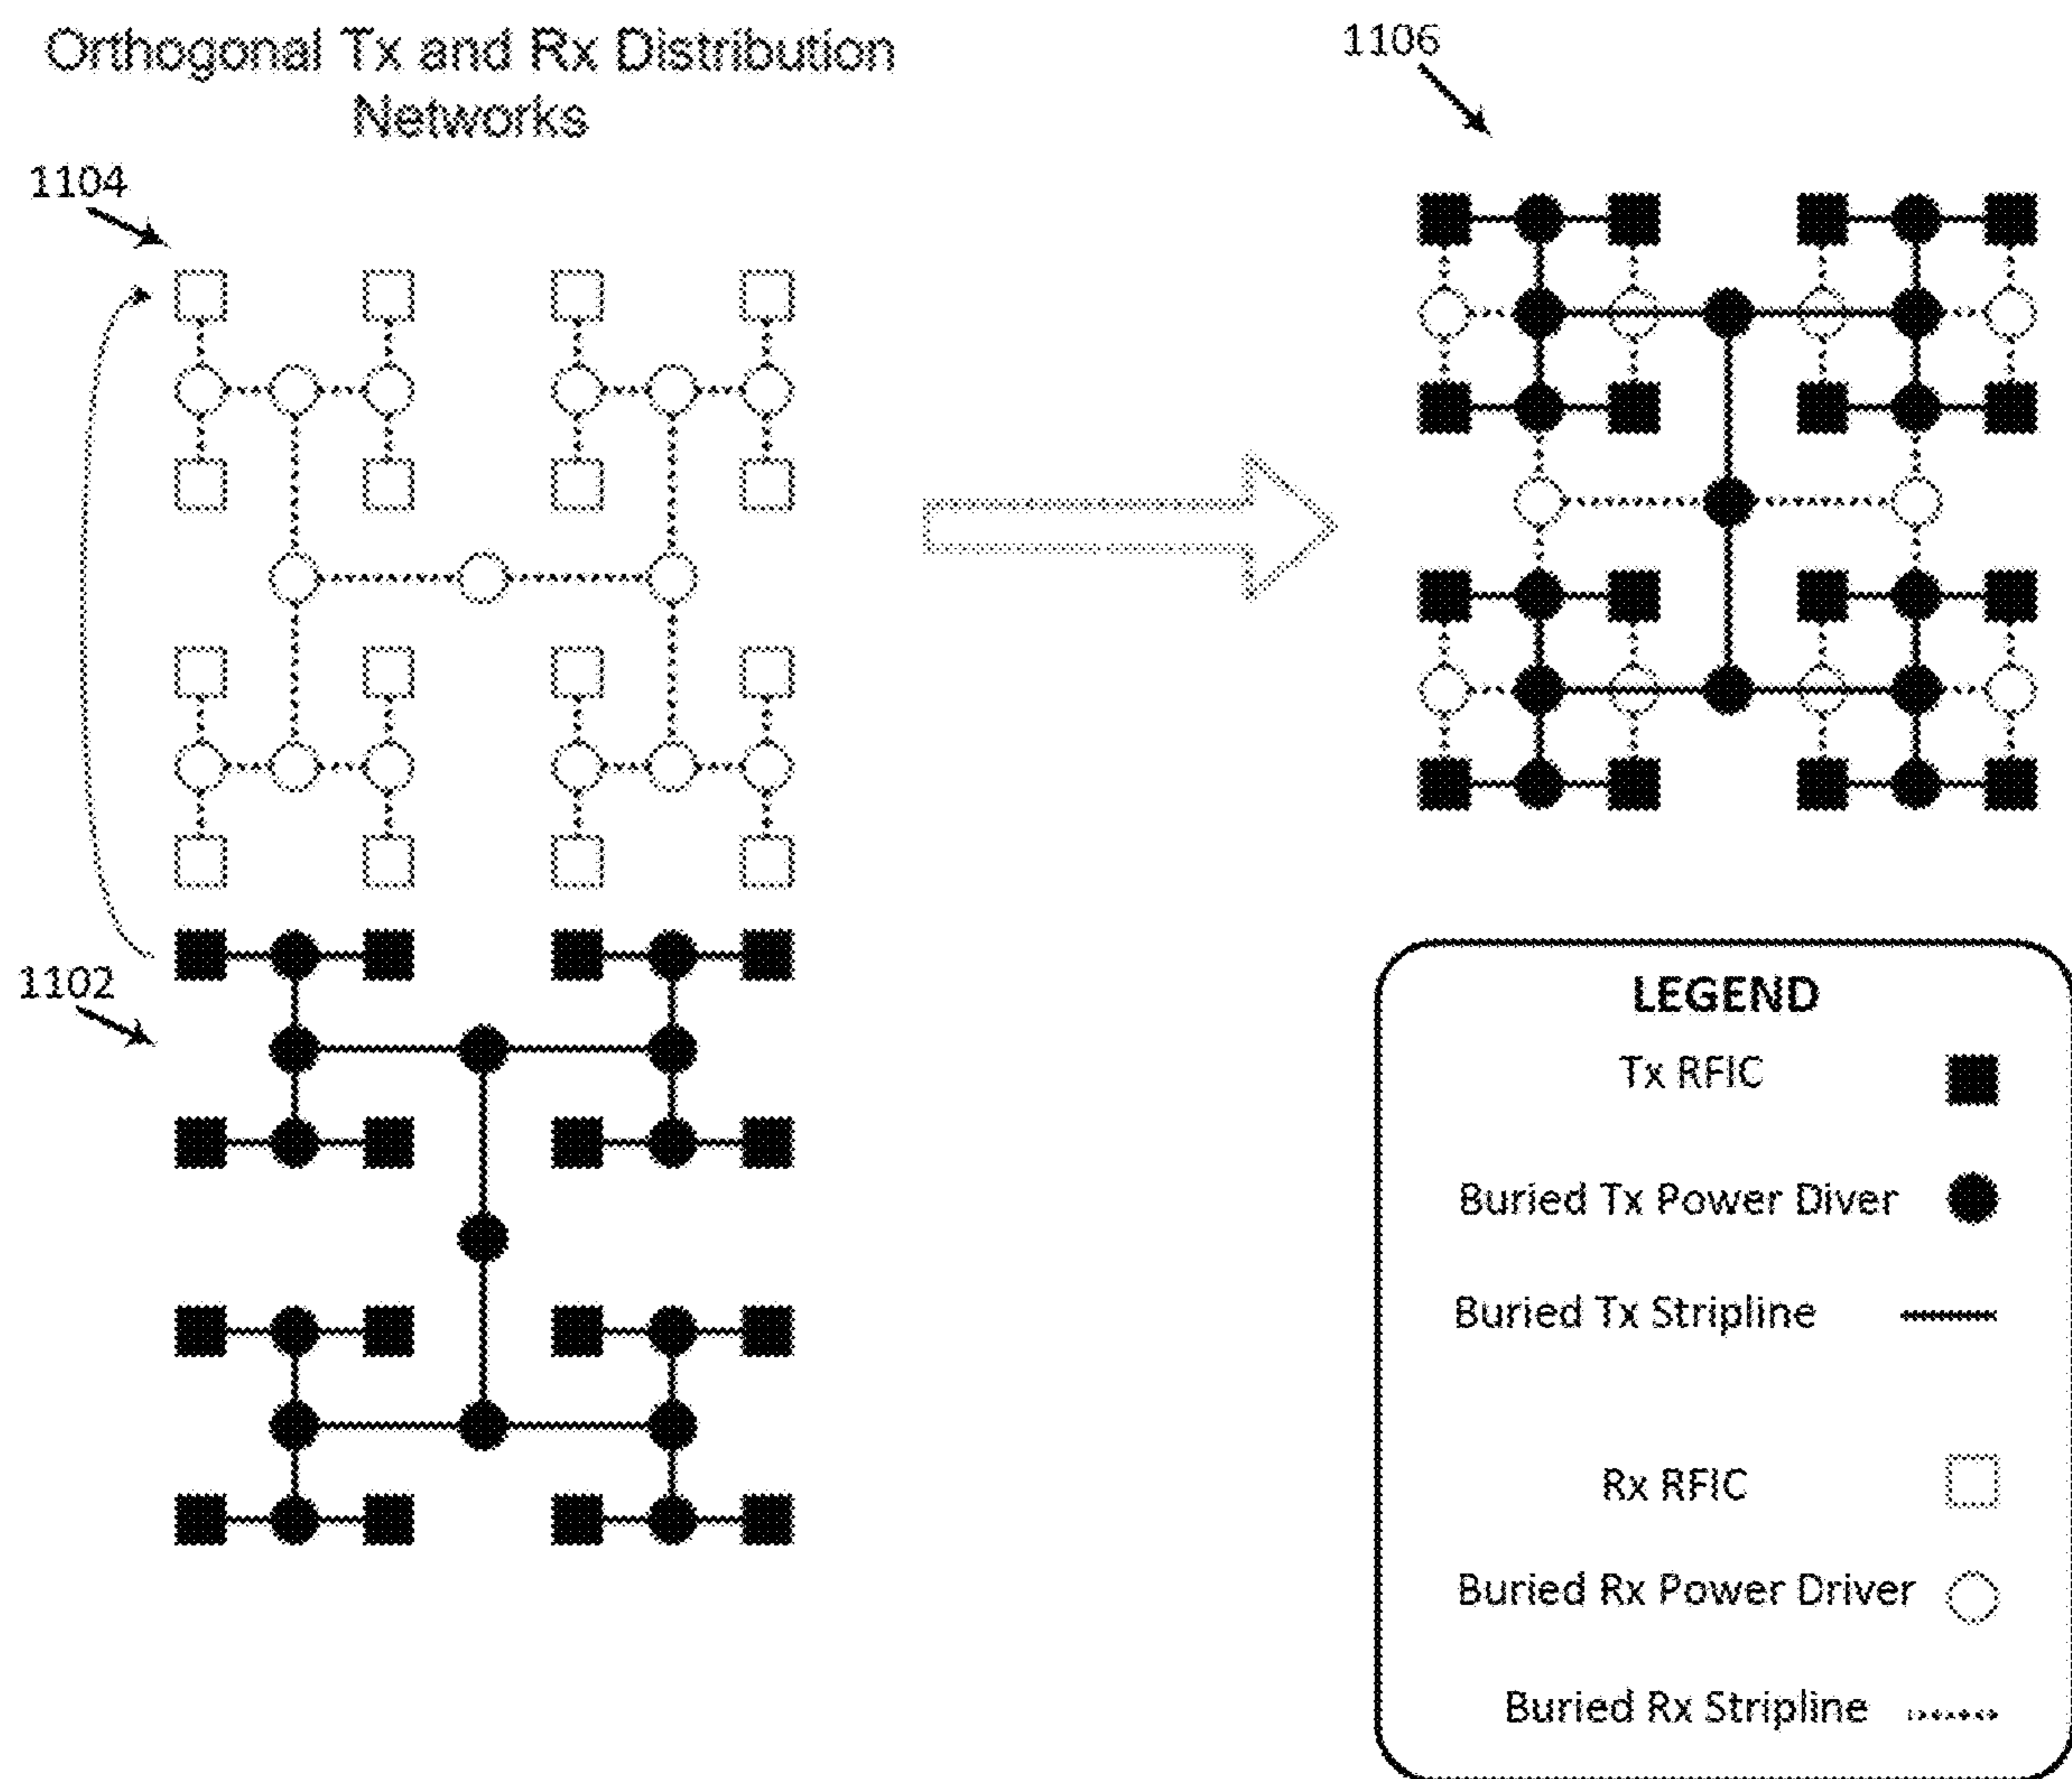 Orthogonal Tx and Rx Distribution
Networks
1106
1104
1102
LEGEND
Tx RFIC
Buried Tx Power Diver
Buried Tx Stripline
Rx RFIC
Buried Rx Power Driver
Buried Rx Stripline